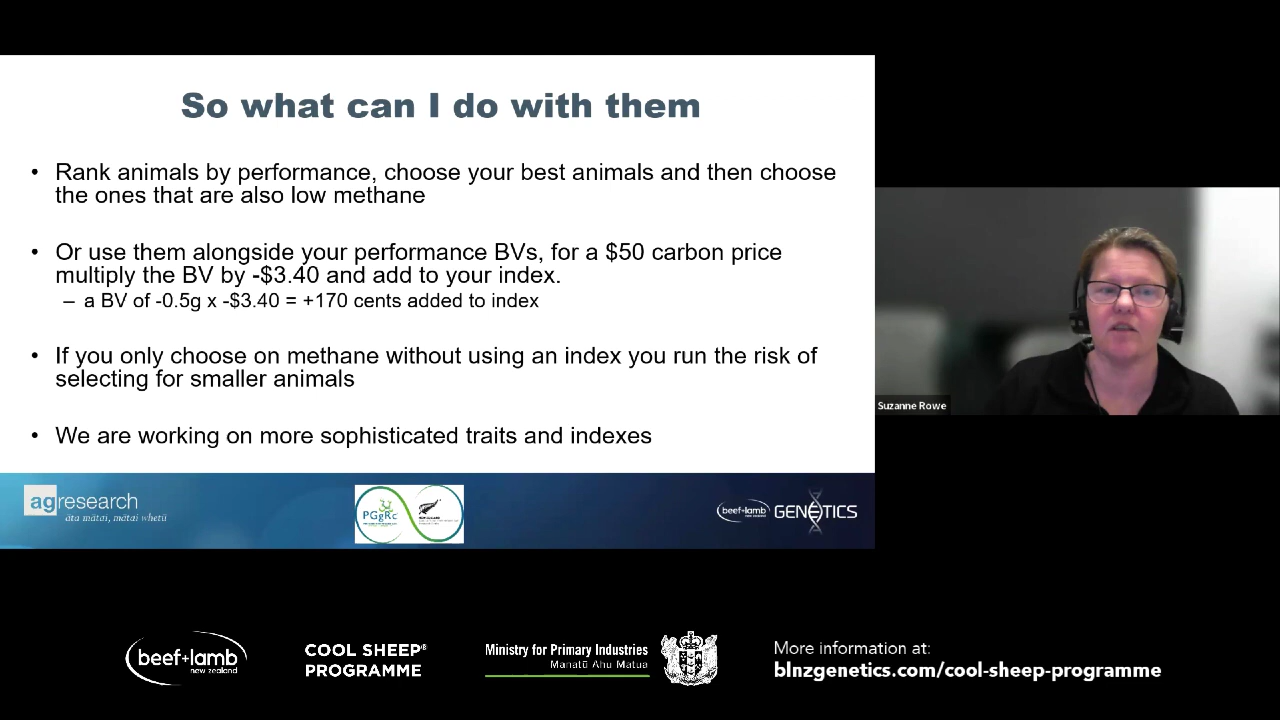 So what can I do with them
• Rank animals by performance, choose your best animals and then choose
the ones that are also low methane
• Or use them alongside your performance BVs, for a $50 carbon price
multiply the BV by -$3.40 and add to your index.
– a BV of -0.5g x -$3.40 = +170 cents added to index
• If you only choose on methane without using an index you run the risk of
selecting for smaller animals
• We are working on more sophisticated traits and indexes
Suzanne Rowe
agresearch
āta mātai, mātai whetū
PGgRc
beef+lamb
GENETICS
beef+lamb
new zealand
COOL SHEEP®
PROGRAMME
Ministry for Primary Industries
Manatū Ahu Matua
More information at:
blnzgenetics.com/cool-sheep-programme